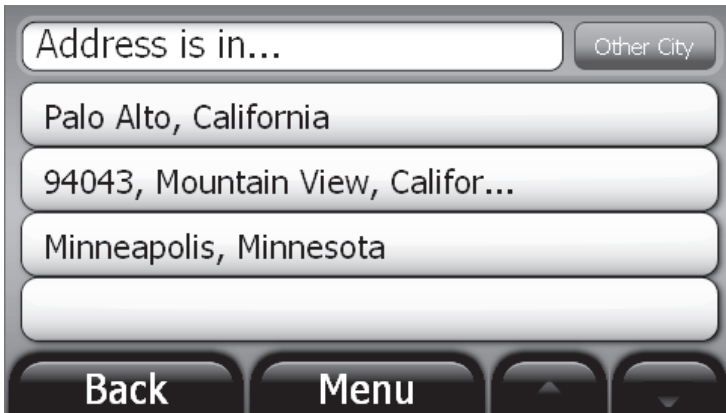 Address is in...
Other City
Palo Alto, California
94043, Mountain View, Califor...
Minneapolis, Minnesota
Back
Menu